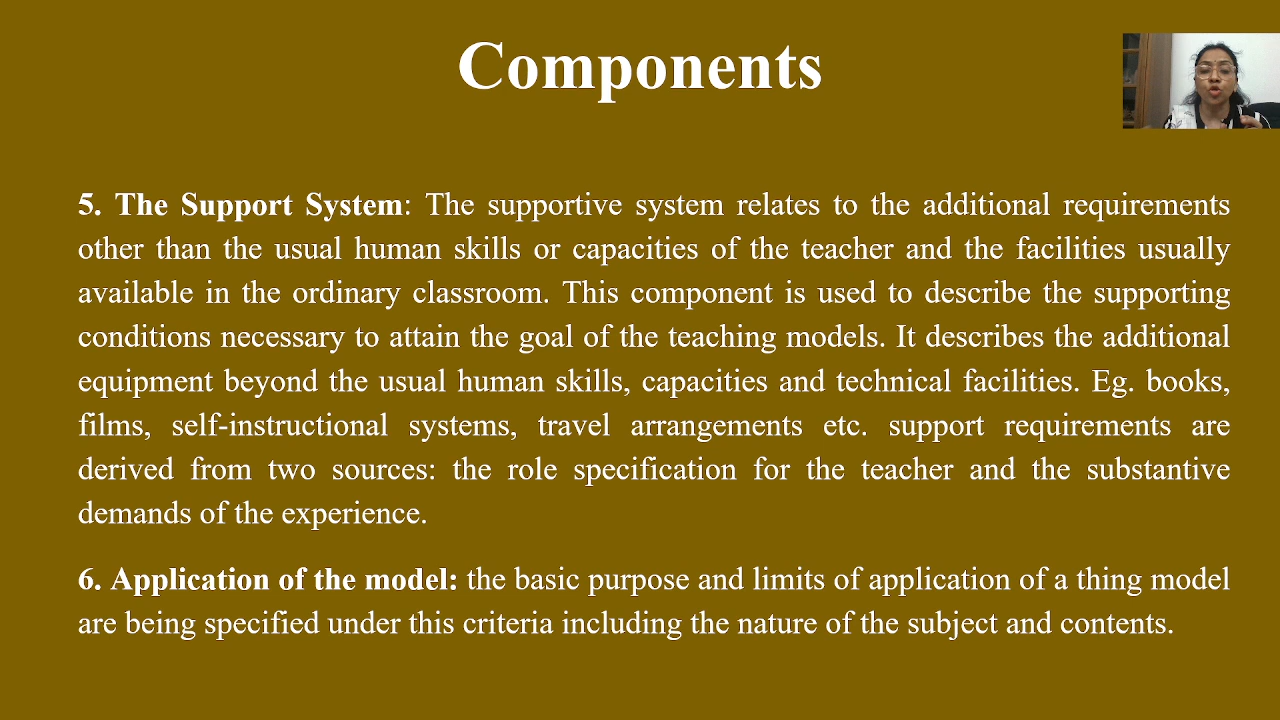 Components
5. The Support System: The supportive system relates to the additional requirements
other than the usual human skills or capacities of the teacher and the facilities usually
available in the ordinary classroom. This component is used to describe the supporting
conditions necessary to attain the goal of the teaching models. It describes the additional
equipment beyond the usual human skills, capacities and technical facilities. Eg. books,
films, self-instructional systems, travel arrangements etc. support requirements are
derived from two sources: the role specification for the teacher and the substantive
demands of the experience.
6. Application of the model: the basic purpose and limits of application of a thing model
are being specified under this criteria including the nature of the subject and contents.